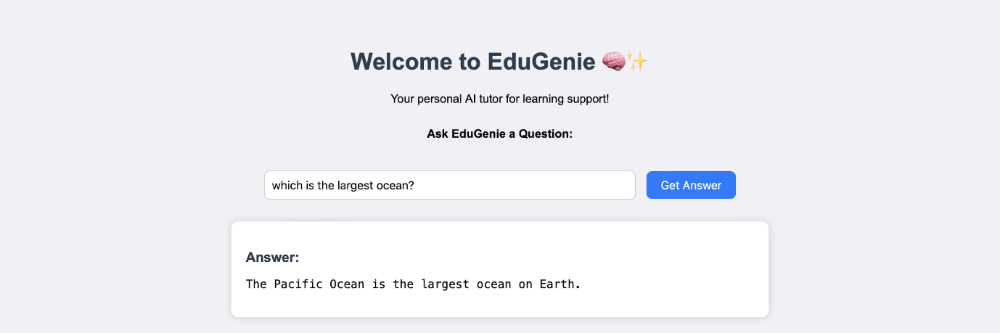 Welcome to EduGenie 🧠✨
Your personal AI tutor for learning support!
Ask EduGenie a Question:
which is the largest ocean?
Get Answer
Answer:
The Pacific Ocean is the largest ocean on Earth.